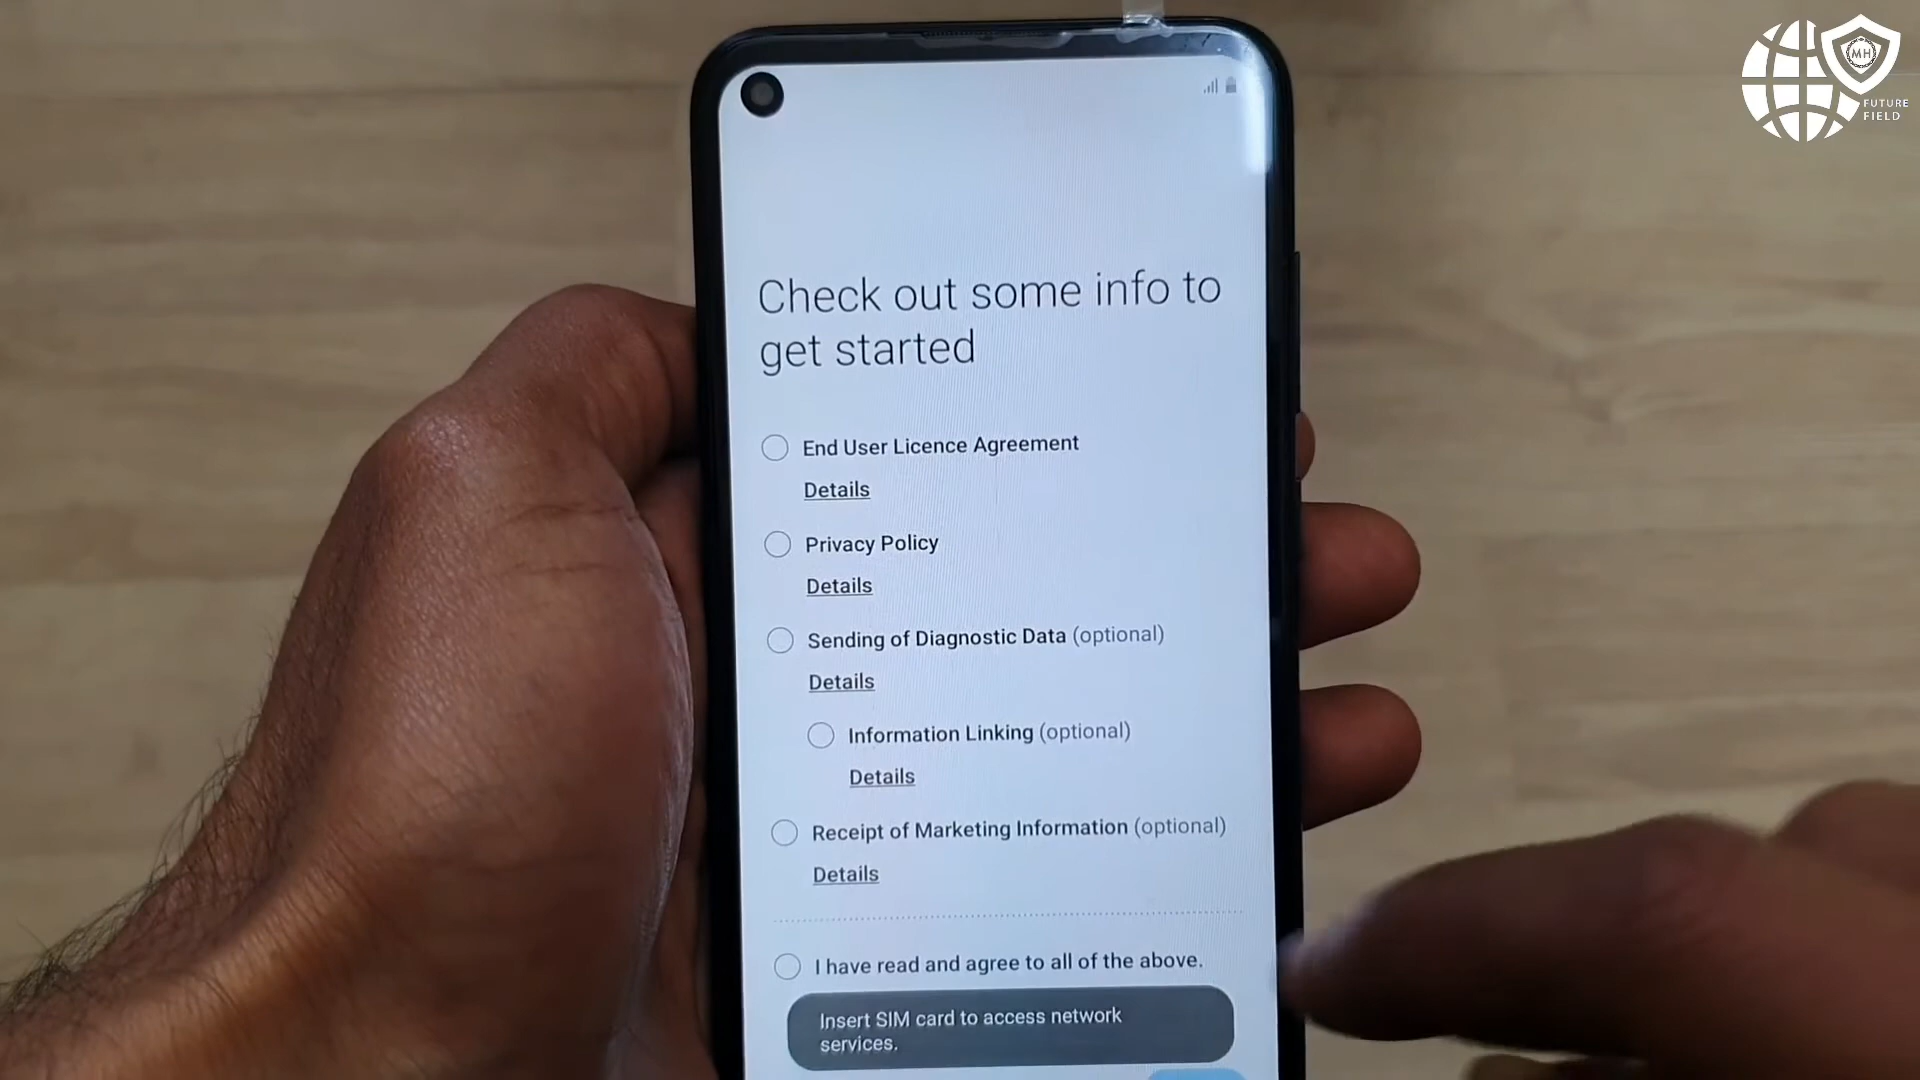 MH
FUTURE
FIELD
Check out some info to
get started
End User Licence Agreement
Details
Privacy Policy
Details
Sending of Diagnostic Data (optional)
Details
Information Linking (optional)
Details
Receipt of Marketing Information (optional)
Details
I have read and agree to all of the above.
Insert SIM card to access network
services.